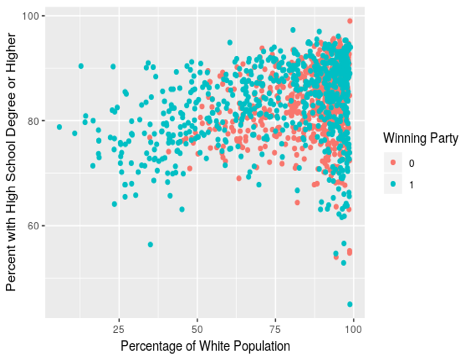 100
80
60
Percent with High School Degree or Higher
25 50 75 100
Percentage of White Population
Winning Party
0
1